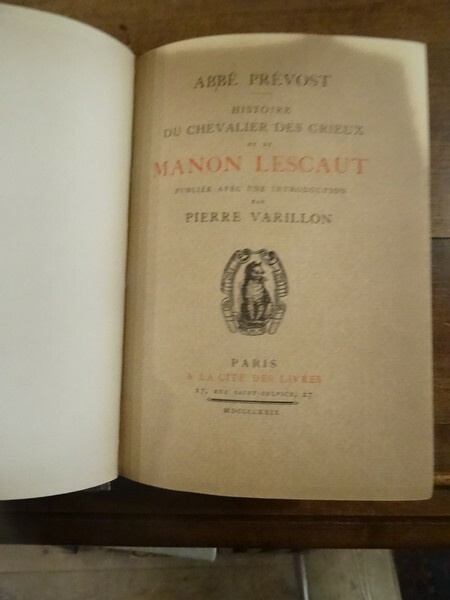 ABBÉ PRÉVOST
HISTOIRE
DU CHEVALIER DES GRIEUX
ET DE
MANON LESCAUT
PUBLIÉE AVEC UNE INTRODUCTION
PAR
PIERRE VARILLON
PARIS
A LA CITÉ DES LIVRES
27, RUE SAINT-SULPICE, 27